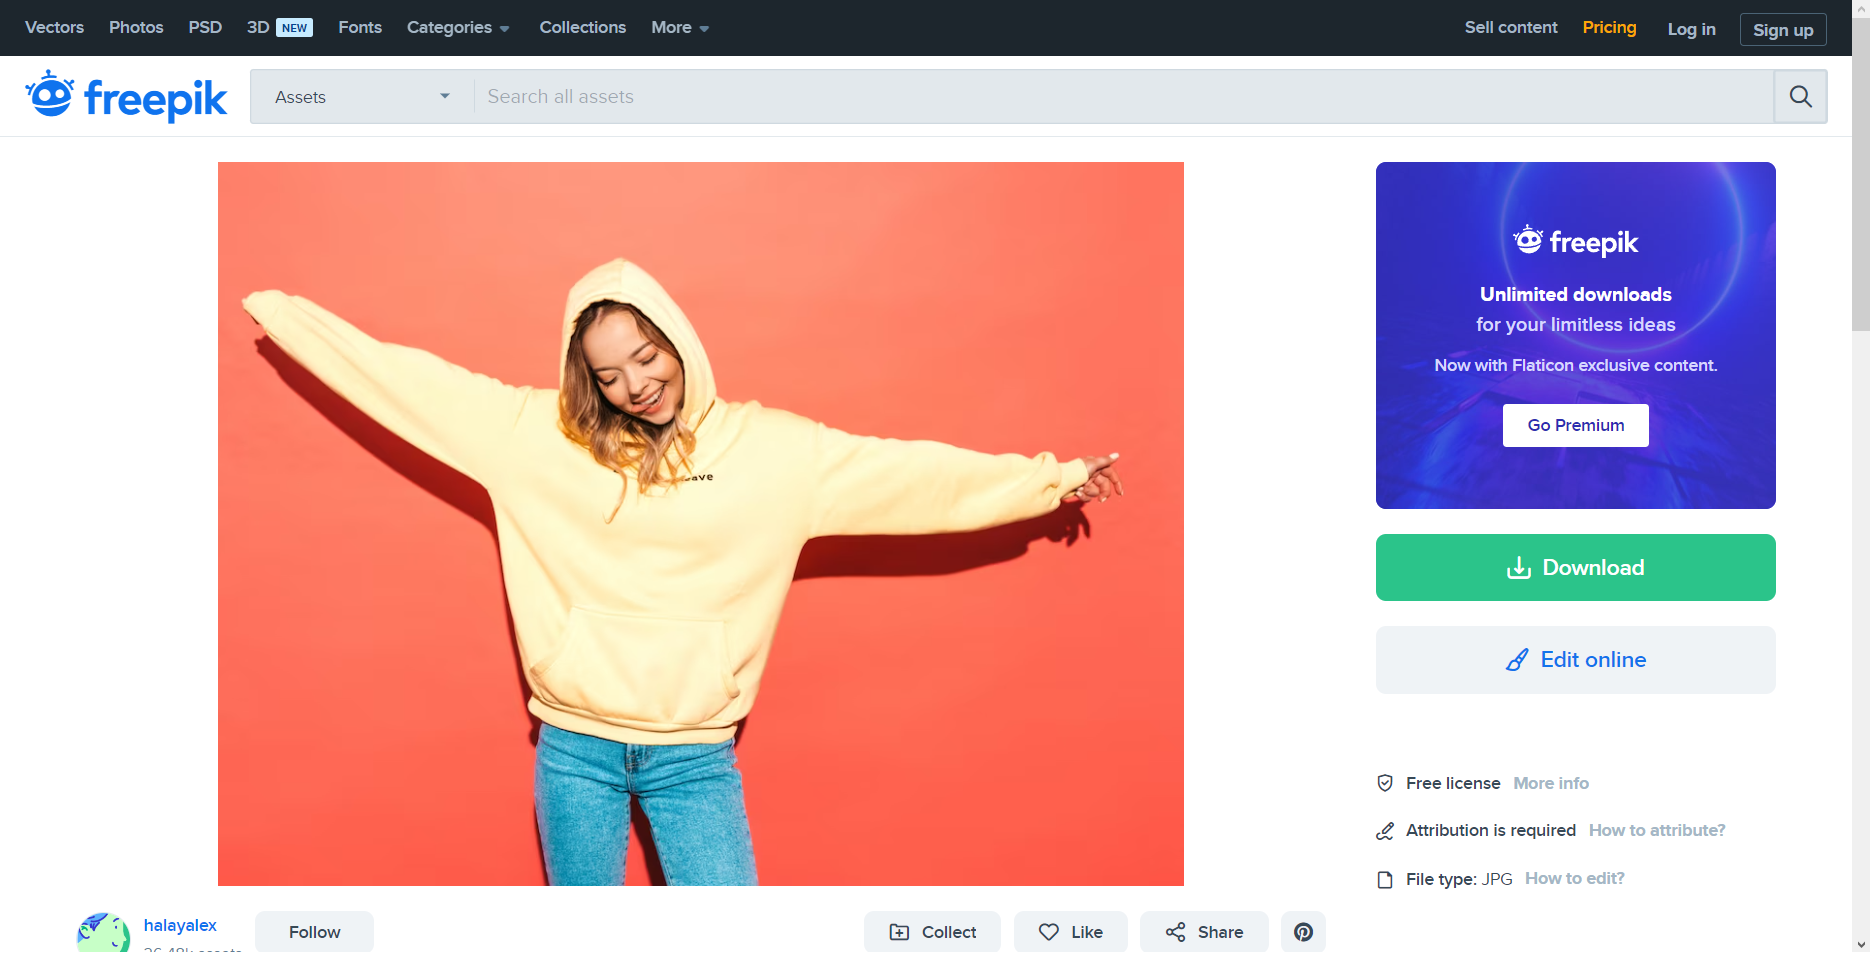 Vectors Photos PSD 3D NEW Fonts Categories Collections More Sell content Pricing Log in Sign up
freepik Assets Search all assets
freepik
Unlimited downloads
for your limitless ideas
Now with Flaticon exclusive content.
Go Premium
Download
Edit online
Free license More info
Attribution is required How to attribute?
File type: JPG How to edit?
halayalex
Follow Collect Like Share